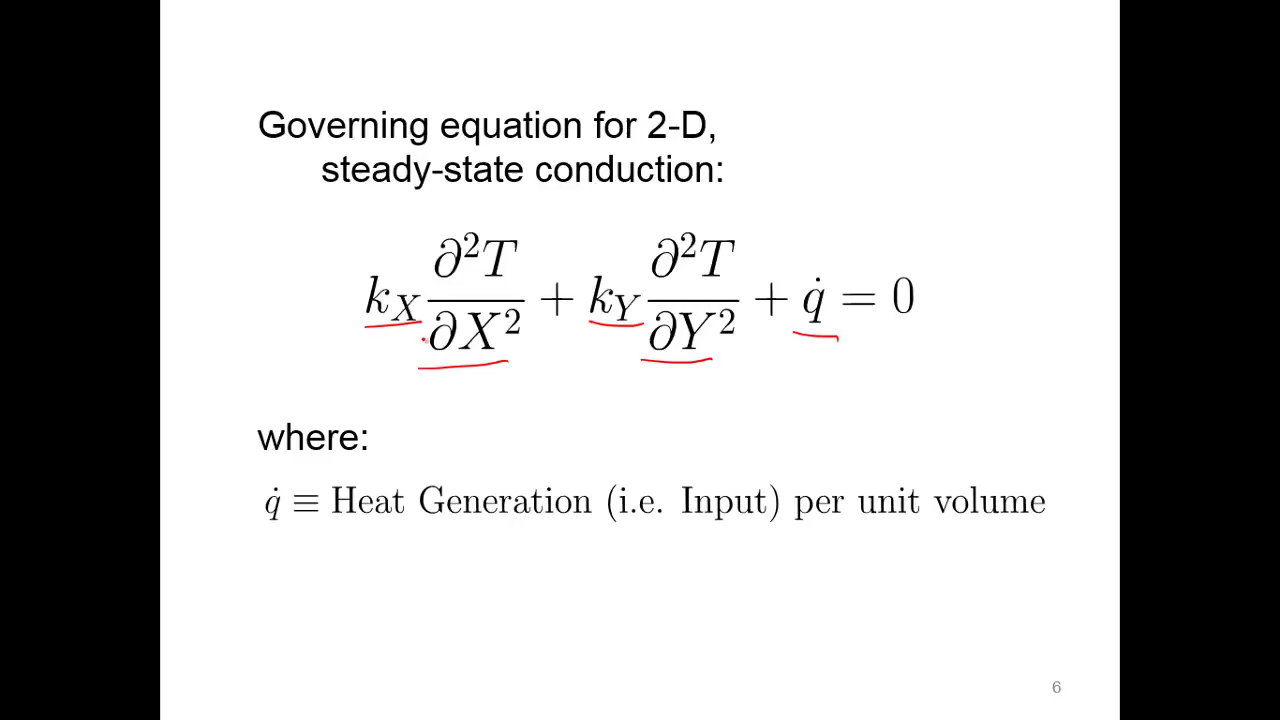 Governing equation for 2-D,
steady-state conduction:
k_X ∂²T/∂X² + k_Y ∂²T/∂Y² + q̇ = 0
where:
q̇ ≡ Heat Generation (i.e. Input) per unit volume
6